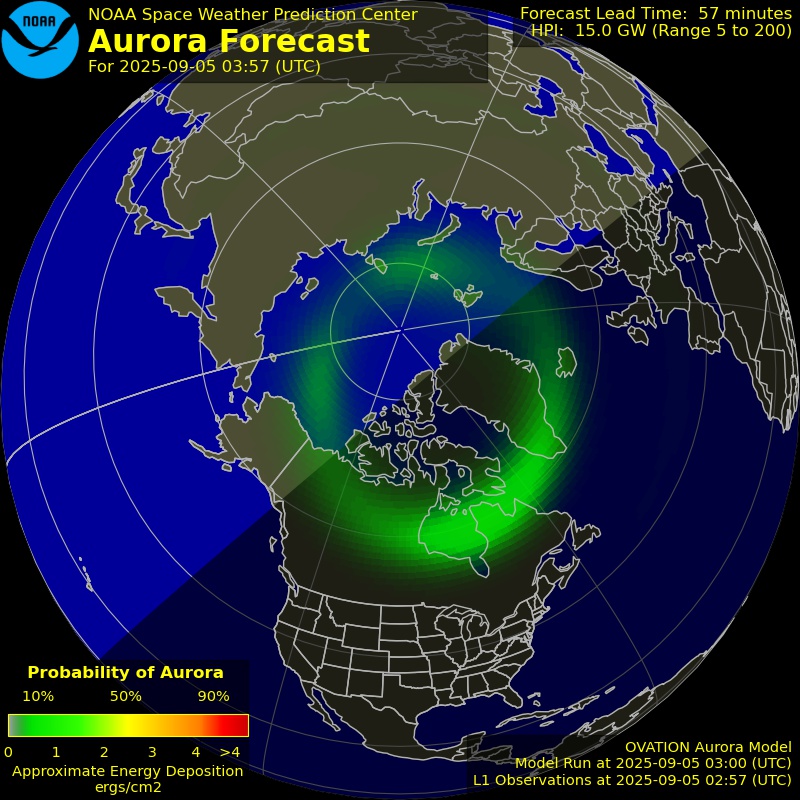 NOAA
NOAA Space Weather Prediction Center
Aurora Forecast
For 2025-09-05 03:57 (UTC)
Forecast Lead Time: 57 minutes
HPI: 15.0 GW (Range 5 to 200)
Probability of Aurora
10% 50% 90%
0 1 2 3 4 >4
Approximate Energy Deposition
ergs/cm2
OVATION Aurora Model
Model Run at 2025-09-05 03:00 (UTC)
L1 Observations at 2025-09-05 02:57 (UTC)